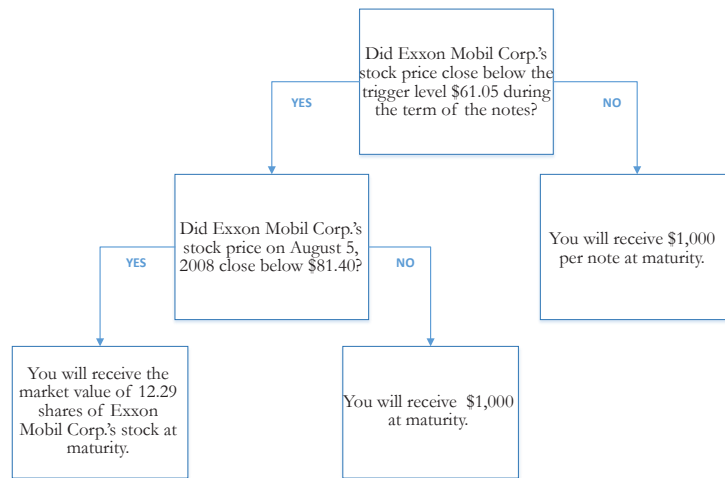 Did Exxon Mobil Corp.'s
stock price close below the
trigger level $61.05 during
the term of the notes?
YES
NO
Did Exxon Mobil Corp.'s
stock price on August 5,
2008 close below $81.40?
You will receive $1,000
per note at maturity.
YES
NO
You will receive the
market value of 12.29
shares of Exxon
Mobil Corp.'s stock at
maturity.
You will receive $1,000
at maturity.